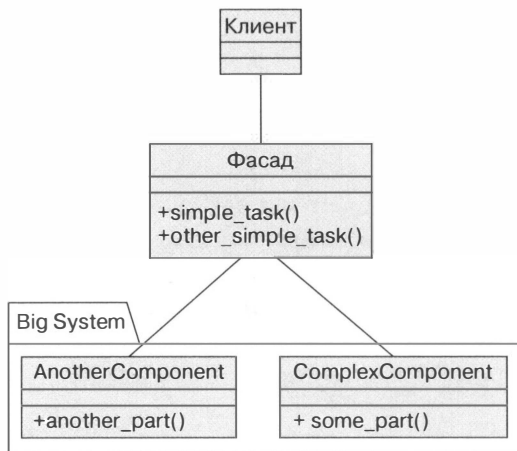 Клиент
Фасад
+simple_task()
+other_simple_task()
Big System
AnotherComponent
+another_part()
ComplexComponent
+ some_part()